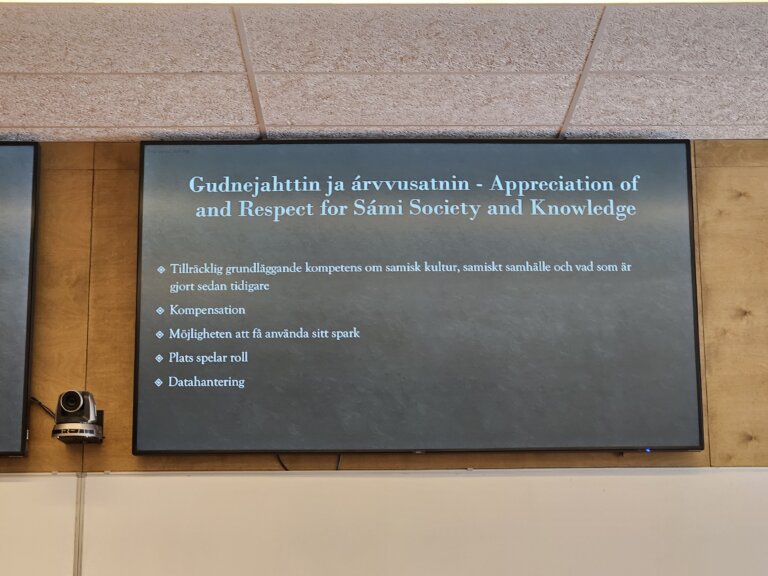 Gudnejahttin ja árvvusatnin - Appreciation of
and Respect for Sámi Society and Knowledge
Tillräcklig grundläggande kompetens om samisk kultur, samiskt samhälle och vad som är
gjort sedan tidigare
Kompensation
Möjligheten att få använda sitt spark
Plats spelar roll
Datahantering